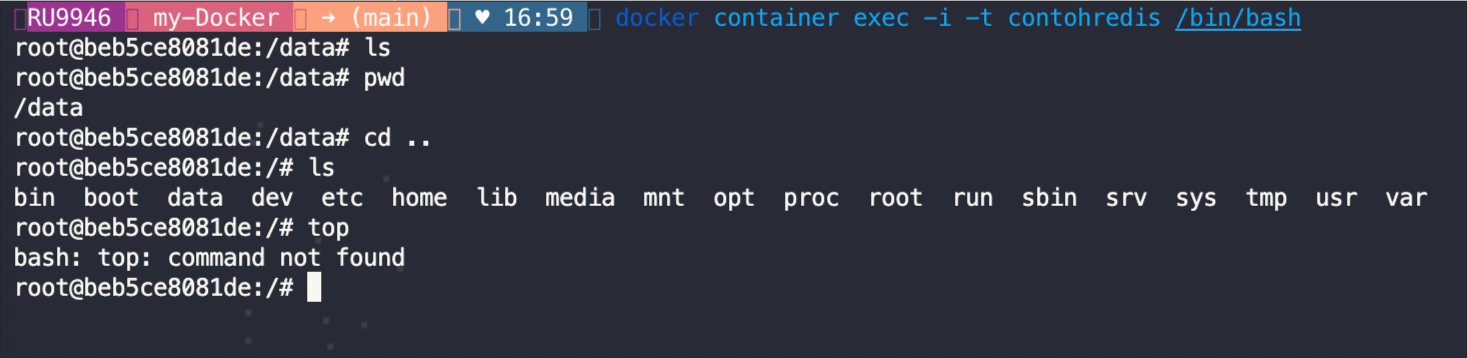 RU9946 my-Docker ➜ (main) ♥ 16:59 docker container exec -i -t contohredis /bin/bash
root@beb5ce8081de:/data# ls
root@beb5ce8081de:/data# pwd
/data
root@beb5ce8081de:/data# cd ..
root@beb5ce8081de:/# ls
bin  boot  data  dev  etc  home  lib  media  mnt  opt  proc  root  run  sbin  srv  sys  tmp  usr  var
root@beb5ce8081de:/# top
bash: top: command not found
root@beb5ce8081de:/#